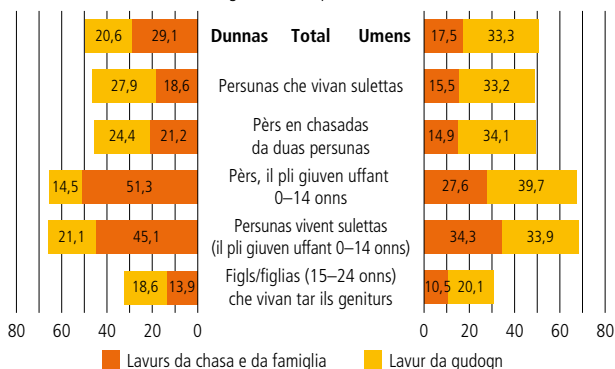 20,6 29,1 Dunnas Total Umens 17,5 33,3
27,9 18,6 Persunas che vivan sulettas 15,5 33,2
24,4 21,2 Pèrs en chasadas da duas persunas 14,9 34,1
14,5 51,3 Pèrs, il pli giuven uffant 0–14 onns 27,6 39,7
21,1 45,1 Persunas vivent sulettas (il pli giuven uffant 0–14 onns) 34,3 33,9
18,6 13,9 Figls/figlias (15–24 onns) che vivan tar ils geniturs 10,5 20,1
80 60 40 20 0 0 20 40 60 80
Lavurs da chasa e da famiglia Lavur da gudogn